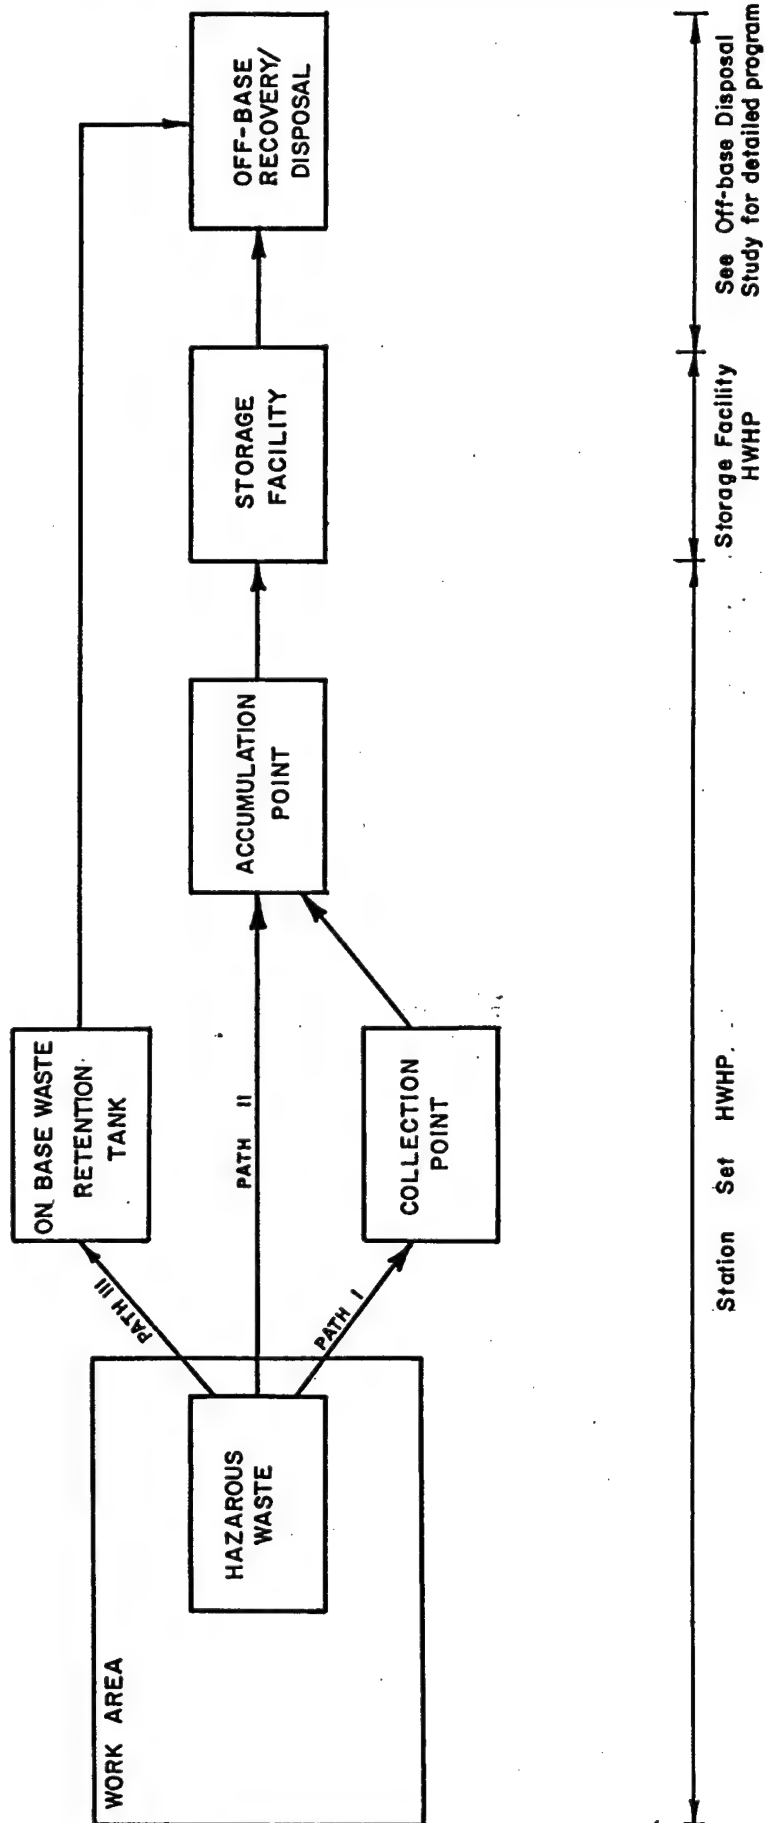 WORK AREA
HAZAROUS
WASTE
PATH III
PATH II
PATH I
ON BASE WASTE
RETENTION
TANK
COLLECTION
POINT
ACCUMULATION
POINT
STORAGE
FACILITY
OFF-BASE
RECOVERY/
DISPOSAL
Station Set HWHP.
Storage Facility
HWHP
See Off-base Disposal
Study for detailed program